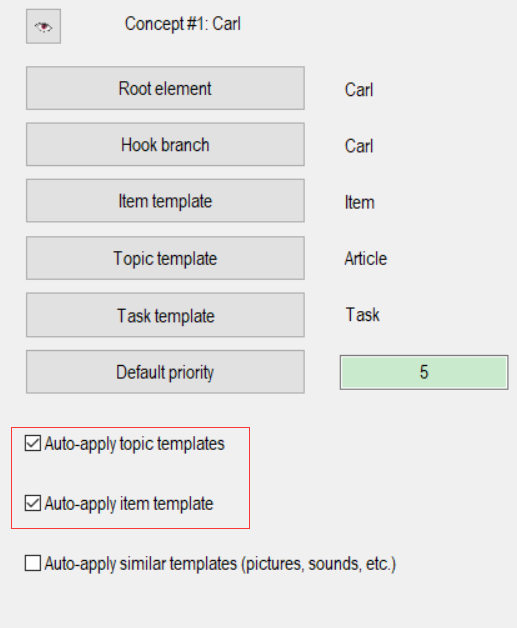 Concept #1: Carl
Root element Carl
Hook branch Carl
Item template Item
Topic template Article
Task template Task
Default priority 5
Auto-apply topic templates
Auto-apply item template
Auto-apply similar templates (pictures, sounds, etc.)